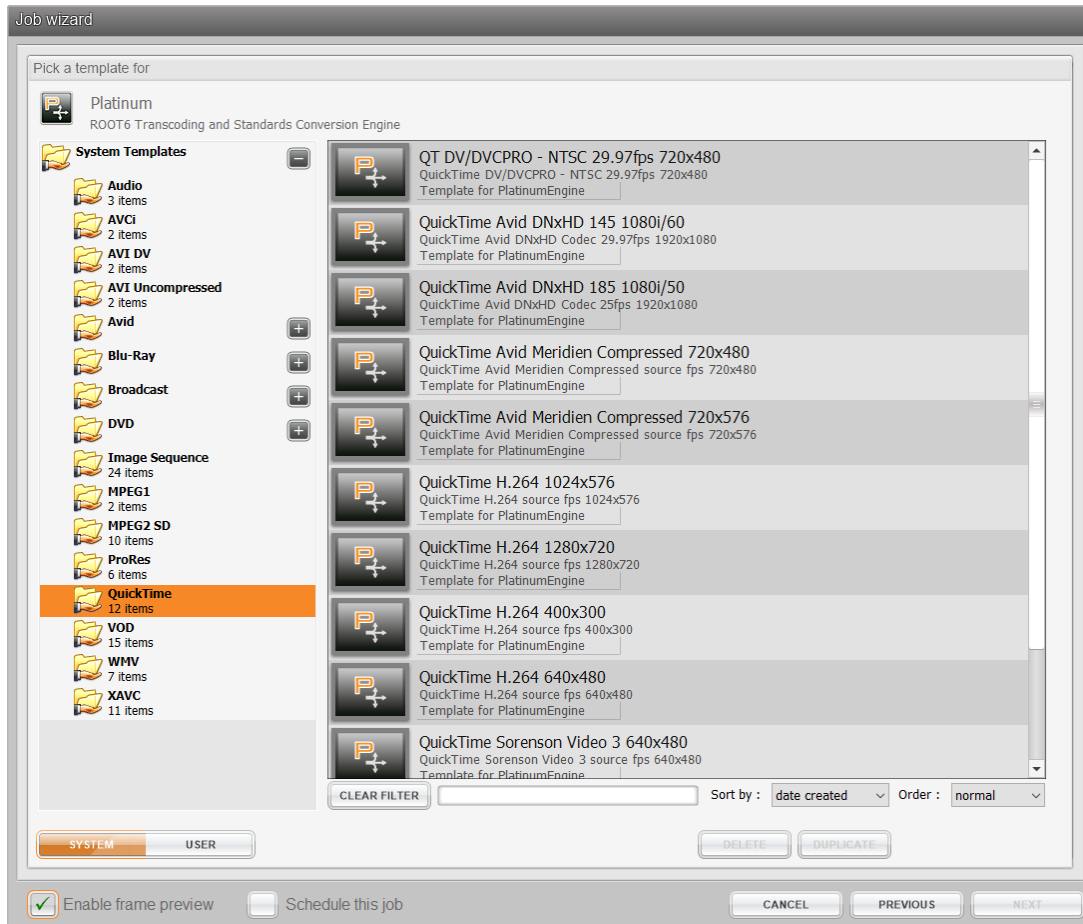 Job wizard
Pick a template for
Platinum
ROOT6 Transcoding and Standards Conversion Engine
System Templates
Audio
3 items
AVCi
2 items
AVI DV
2 items
AVI Uncompressed
2 items
Avid
Blu-Ray
Broadcast
DVD
Image Sequence
24 items
MPEG1
2 items
MPEG2 SD
10 items
ProRes
6 items
QuickTime
12 items
VOD
15 items
WMV
7 items
XAVC
11 items
QT DV/DVCPRO - NTSC 29.97fps 720x480
QuickTime DV/DVCPRO - NTSC 29.97fps 720x480
Template for PlatinumEngine
QuickTime Avid DNxHD 145 1080i/60
QuickTime Avid DNxHD Codec 29.97fps 1920x1080
Template for PlatinumEngine
QuickTime Avid DNxHD 185 1080i/50
QuickTime Avid DNxHD Codec 25fps 1920x1080
Template for PlatinumEngine
QuickTime Avid Meridien Compressed 720x480
QuickTime Avid Meridien Compressed source fps 720x480
Template for PlatinumEngine
QuickTime Avid Meridien Compressed 720x576
QuickTime Avid Meridien Compressed source fps 720x576
Template for PlatinumEngine
QuickTime H.264 1024x576
QuickTime H.264 source fps 1024x576
Template for PlatinumEngine
QuickTime H.264 1280x720
QuickTime H.264 source fps 1280x720
Template for PlatinumEngine
QuickTime H.264 400x300
QuickTime H.264 source fps 400x300
Template for PlatinumEngine
QuickTime H.264 640x480
QuickTime H.264 source fps 640x480
Template for PlatinumEngine
QuickTime Sorenson Video 3 640x480
QuickTime Sorenson Video 3 source fps 640x480
Template for PlatinumEngine
CLEAR FILTER
Sort by : date created Order : normal
SYSTEM USER DELETE DUPLICATE
Enable frame preview Schedule this job CANCEL PREVIOUS NEXT